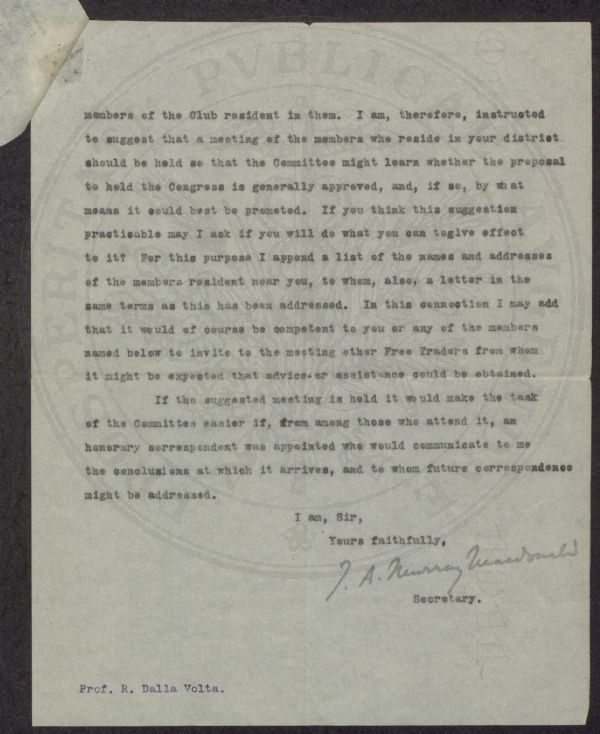 members of the Club resident in them. I am, therefore, instructed
to suggest that a meeting of the members who reside in your district
should be held so that the Committee might learn whether the proposal
to hold the Congress is generally approved, and, if so, by what
means it could best be promoted. If you think this suggestion
practicable may I ask if you will do what you can togive effect
to it? For this purpose I append a list of the names and addresses
of the members resident near you, to whom, also, a letter in the
same terms as this has been addressed. In this connection I may add
that it would of course be competent to you or any of the members
named below to invite to the meeting other Free Traders from whom
it might be expected that advice or assistance could be obtained.
If the suggested meeting is held it would make the task
of the Committee easier if, from among those who attend it, an
honorary correspondent was appointed who would communicate to me
the conclusions at which it arrives, and to whom future correspondence
might be addressed.
I am, Sir,
Yours faithfully,
J. A. Murray Macdonald
Secretary.
Prof. R. Dalla Volta.